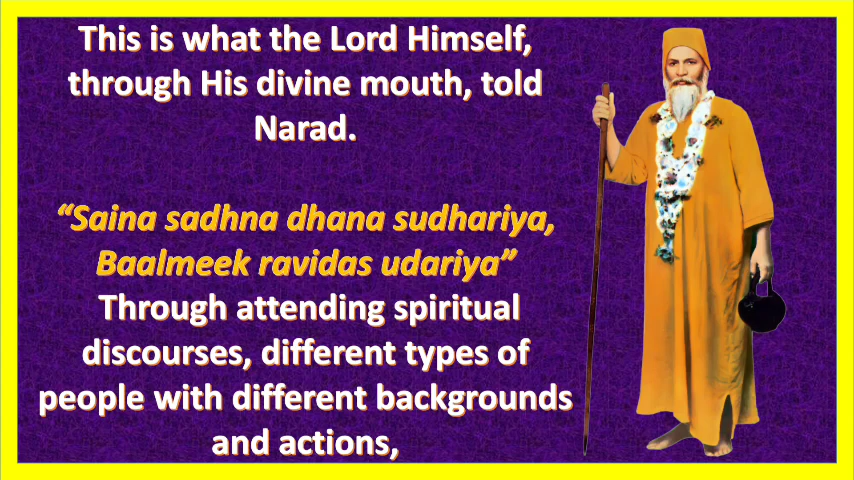 This is what the Lord Himself,
through His divine mouth, told
Narad.
“Saina sadhna dhana sudhariya,
Baalmeek ravidas udariya”
Through attending spiritual
discourses, different types of
people with different backgrounds
and actions,